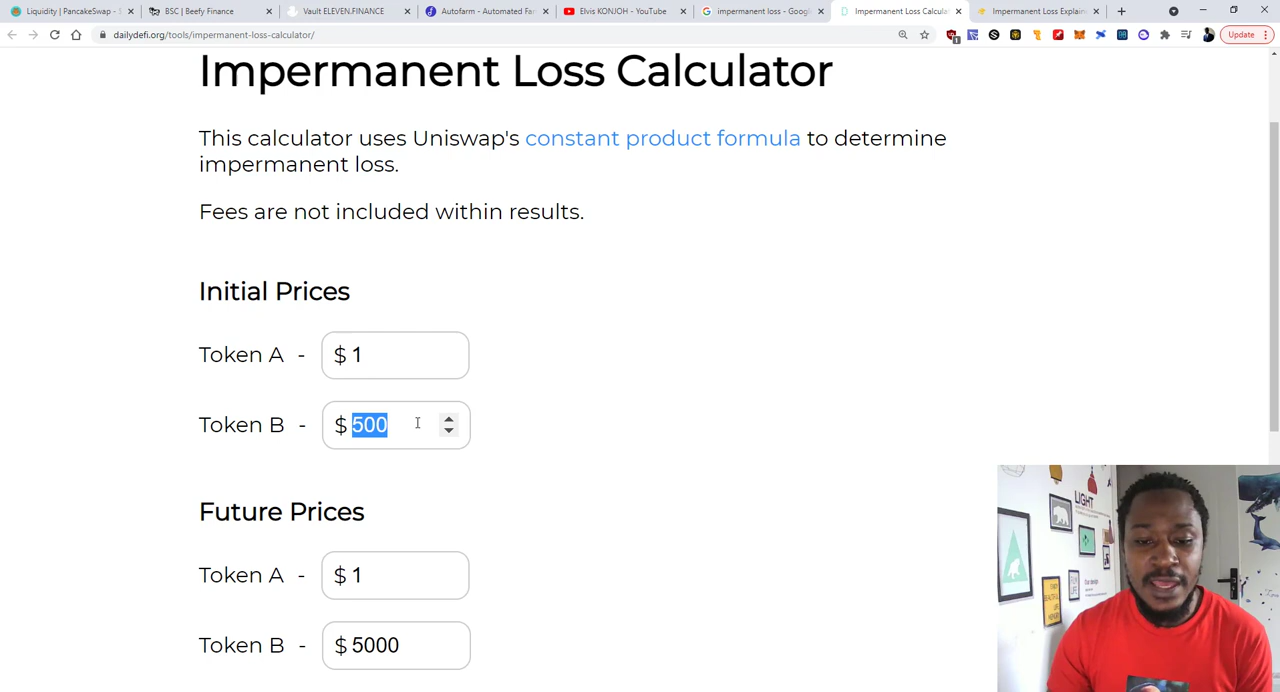 Liquidity | PancakeSwap - $
BSC | Beefy Finance
Vault ELEVEN.FINANCE
Autofarm - Automated Far
Elvis KONJOH - YouTube
impermanent loss - Googl
Impermanent Loss Calculat
Impermanent Loss Explain
dailydefi.org/tools/impermanent-loss-calculator/
Update
Impermanent Loss Calculator
This calculator uses Uniswap's constant product formula to determine
impermanent loss.
Fees are not included within results.
Initial Prices
Token A - $ 1
Token B - $ 500
Future Prices
Token A - $ 1
Token B - $ 5000
LIGHT